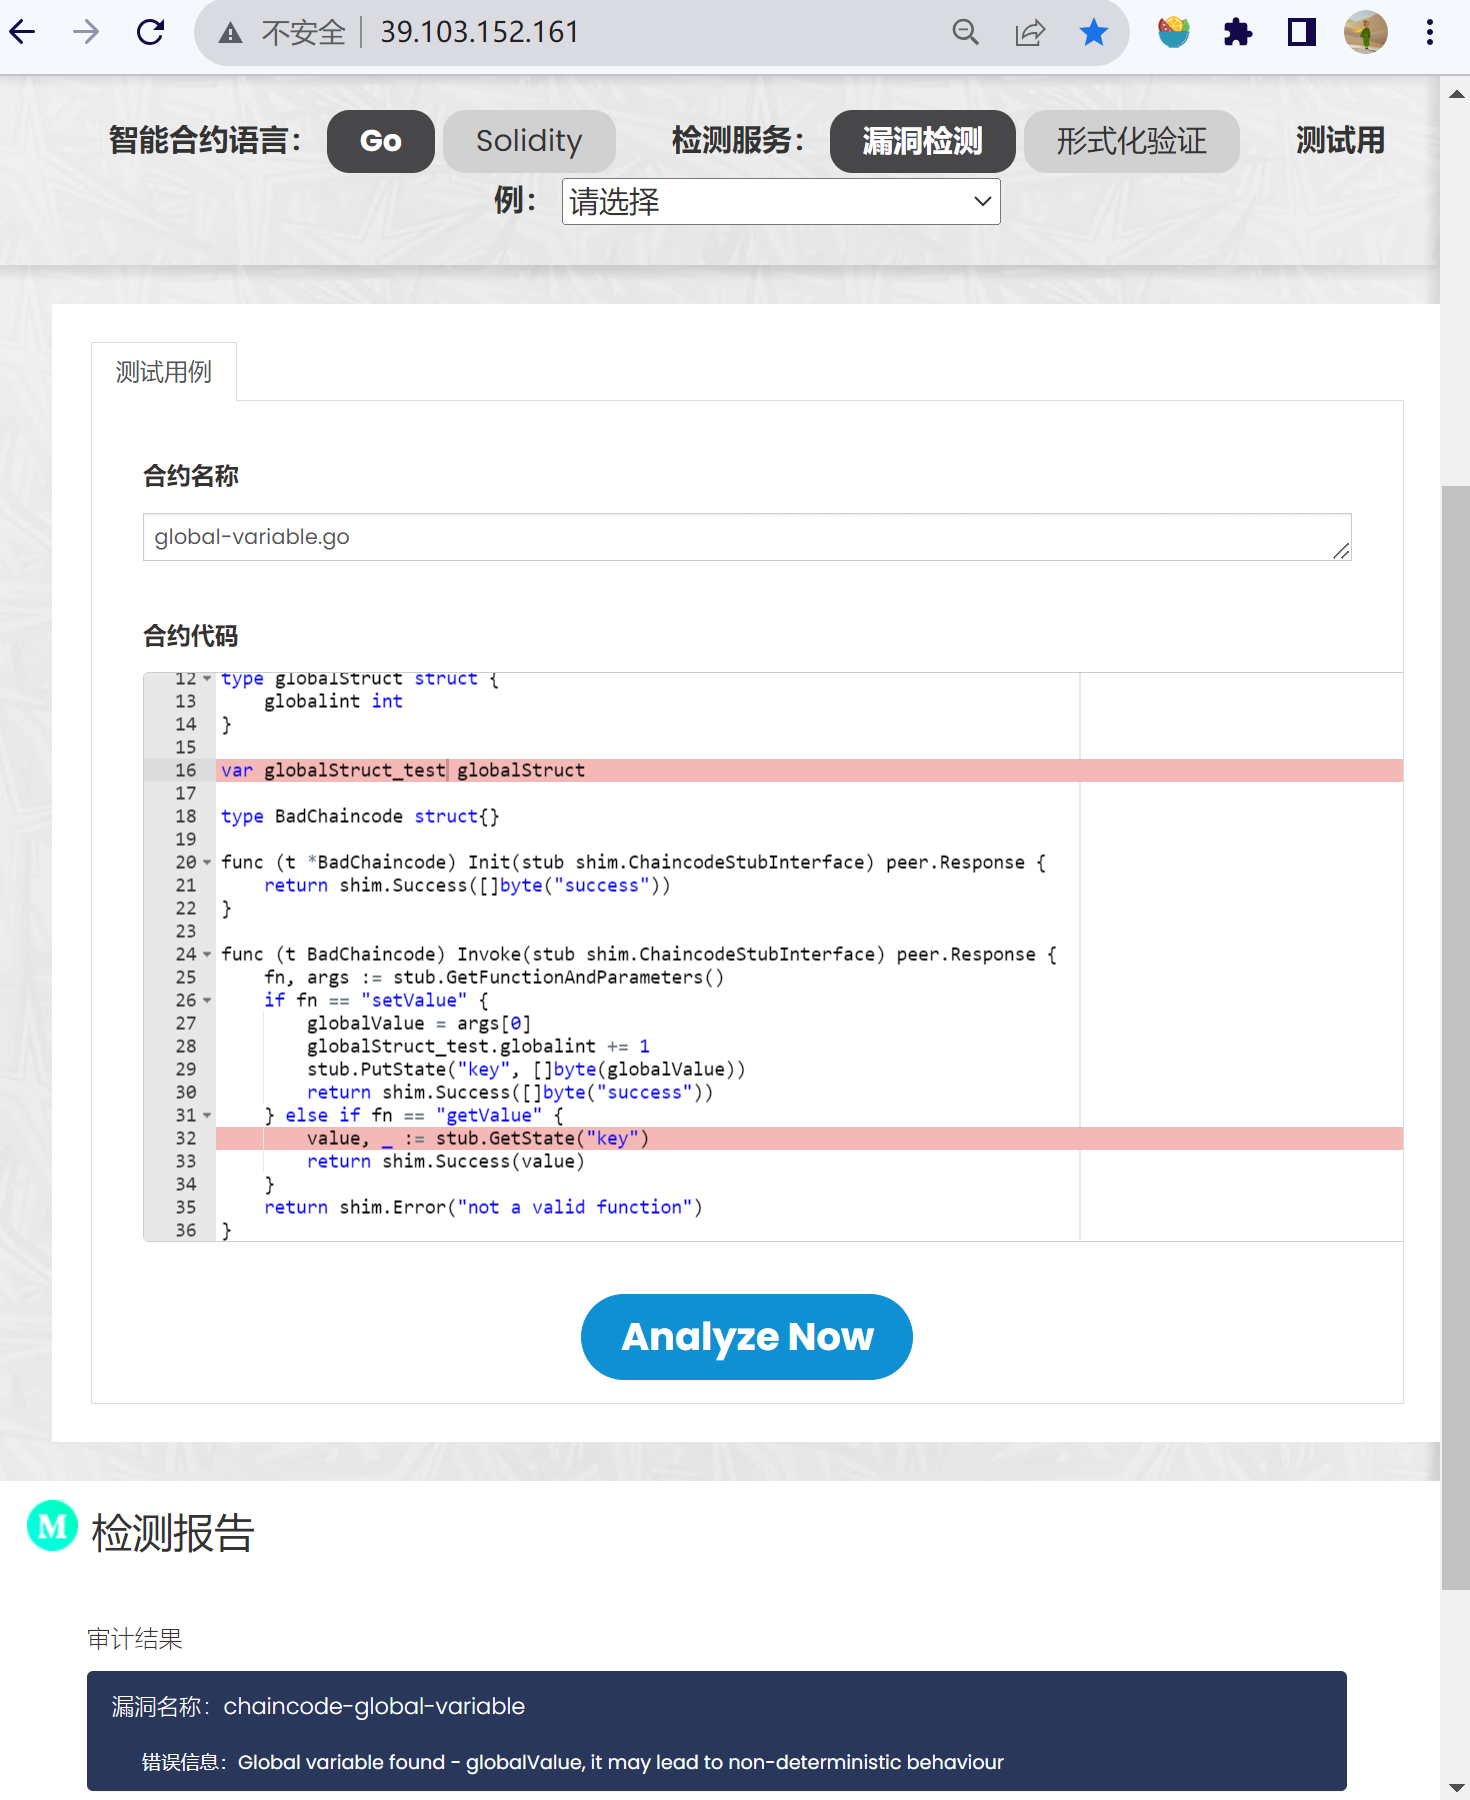 不安全 39.103.152.161
智能合约语言： Go Solidity 检测服务： 漏洞检测 形式化验证 测试用
例： 请选择
测试用例
合约名称
global-variable.go
合约代码
12 type globalStruct struct {
13 globalint int
14 }
15
16 var globalStruct_test globalStruct
17
18 type BadChaincode struct{}
19
20 func (t *BadChaincode) Init(stub shim.ChaincodeStubInterface) peer.Response {
21 return shim.Success([]byte("success"))
22 }
23
24 func (t BadChaincode) Invoke(stub shim.ChaincodeStubInterface) peer.Response {
25 fn, args := stub.GetFunctionAndParameters()
26 if fn == "setValue" {
27 globalValue = args[0]
28 globalStruct_test.globalint += 1
29 stub.PutState("key", []byte(globalValue))
30 return shim.Success([]byte("success"))
31 } else if fn == "getValue" {
32 value, _ := stub.GetState("key")
33 return shim.Success(value)
34 }
35 return shim.Error("not a valid function")
36 }
Analyze Now
M 检测报告
审计结果
漏洞名称：chaincode-global-variable
错误信息：Global variable found - globalValue, it may lead to non-deterministic behaviour